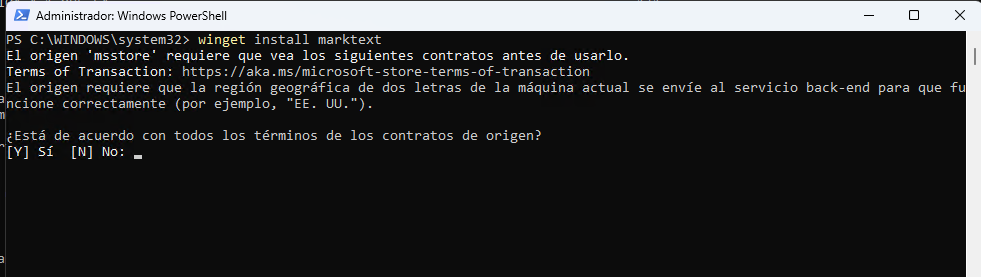 Administrador: Windows PowerShell
PS C:\WINDOWS\system32> winget install marktext
El origen 'msstore' requiere que vea los siguientes contratos antes de usarlo.
Terms of Transaction: https://aka.ms/microsoft-store-terms-of-transaction
El origen requiere que la región geográfica de dos letras de la máquina actual se envíe al servicio back-end para que fu
ncione correctamente (por ejemplo, "EE. UU.").
¿Está de acuerdo con todos los términos de los contratos de origen?
[Y] Sí  [N] No: